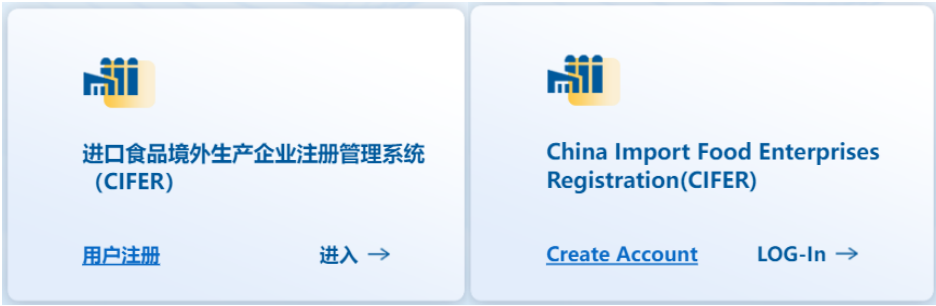 进口食品境外生产企业注册管理系统
（CIFER）
用户注册
进入
China Import Food Enterprises
Registration(CIFER)
Create Account
LOG-In